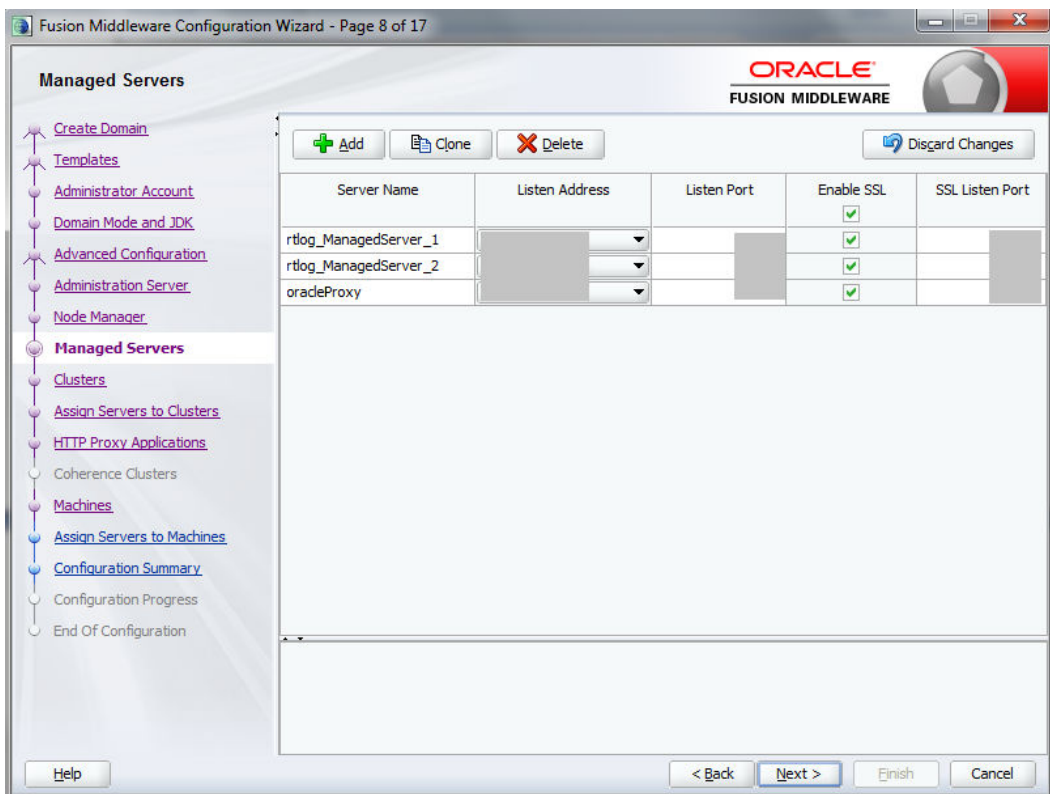 Fusion Middleware Configuration Wizard - Page 8 of 17
Managed Servers
ORACLE
FUSION MIDDLEWARE
Create Domain
Templates
Administrator Account
Domain Mode and JDK
Advanced Configuration
Administration Server
Node Manager
Managed Servers
Clusters
Assign Servers to Clusters
HTTP Proxy Applications
Coherence Clusters
Machines
Assign Servers to Machines
Configuration Summary
Configuration Progress
End Of Configuration
Add Clone Delete Discard Changes
Server Name Listen Address Listen Port Enable SSL SSL Listen Port
rtlog_ManagedServer_1
rtlog_ManagedServer_2
oracleProxy
Help < Back Next > Finish Cancel